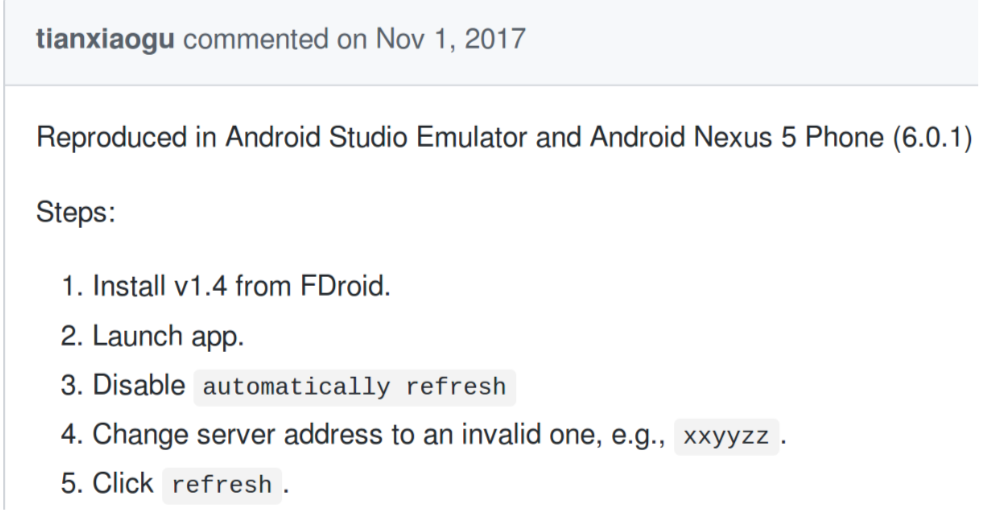 tianxiaogu commented on Nov 1, 2017
Reproduced in Android Studio Emulator and Android Nexus 5 Phone (6.0.1)
Steps:
1. Install v1.4 from FDroid.
2. Launch app.
3. Disable automatically refresh
4. Change server address to an invalid one, e.g., xxyyzz .
5. Click refresh .